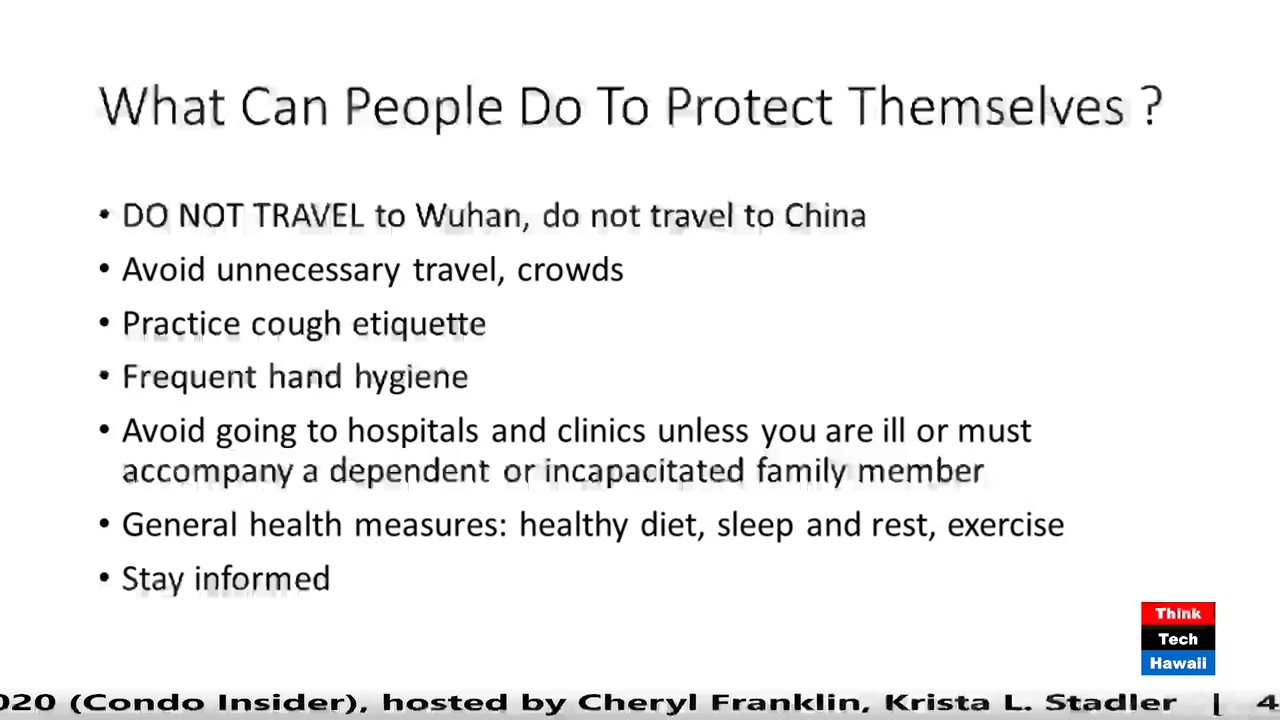 What Can People Do To Protect Themselves ?
• DO NOT TRAVEL to Wuhan, do not travel to China
• Avoid unnecessary travel, crowds
• Practice cough etiquette
• Frequent hand hygiene
• Avoid going to hospitals and clinics unless you are ill or must
accompany a dependent or incapacitated family member
• General health measures: healthy diet, sleep and rest, exercise
• Stay informed
Think
Tech
Hawaii
020 (Condo Insider), hosted by Cheryl Franklin, Krista L. Stadler | 4